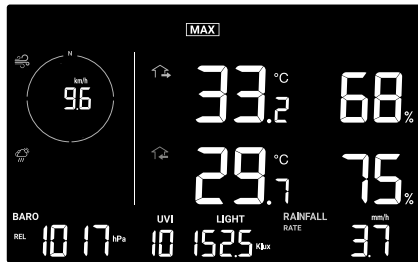 MAX
N
km/h
9.6
33.2 °C 68%
29.7 °C 75%
BARO UVI LIGHT RAINFALL
REL 1017 hPa 10 152.5 Klux RATE mm/h 3.7